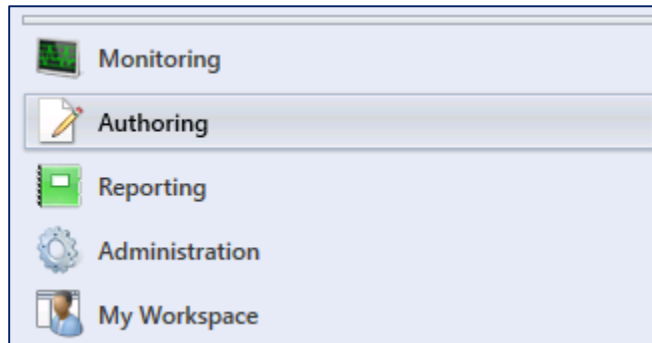 Monitoring
Authoring
Reporting
Administration
My Workspace